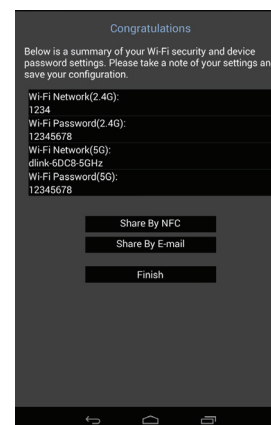 Congratulations
Below is a summary of your Wi-Fi security and device
password settings. Please take a note of your settings an
save your configuration.
Wi-Fi Network(2.4G):
1234
Wi-Fi Password(2.4G):
12345678
Wi-Fi Network(5G):
dlink-6DC8-5GHz
Wi-Fi Password(5G):
12345678
Share By NFC
Share By E-mail
Finish